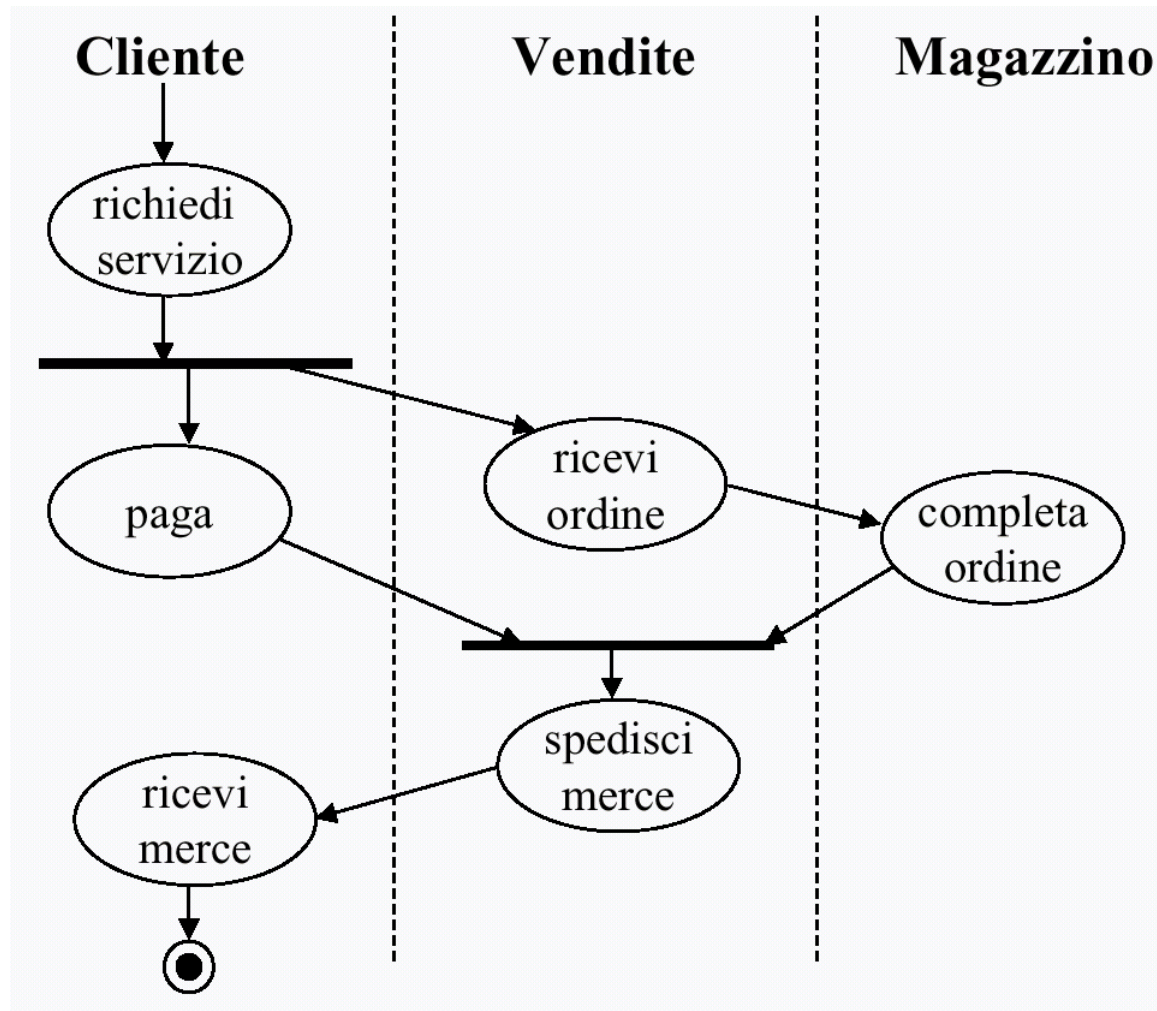 Cliente Vendite Magazzino
richiedi
servizio
ricevi
ordine
paga
completa
ordine
spedisci
merce
ricevi
merce